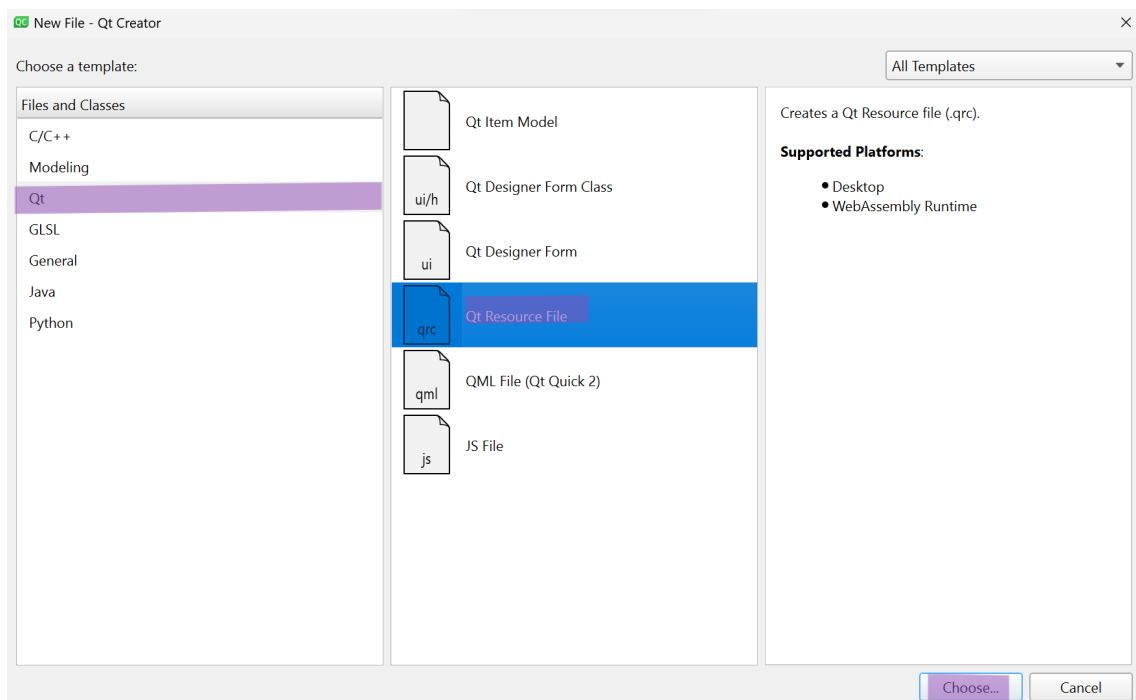 QC New File - Qt Creator
Choose a template:
All Templates
Files and Classes
C/C++
Modeling
Qt
GLSL
General
Java
Python
Qt Item Model
ui/h
Qt Designer Form Class
ui
Qt Designer Form
qrc
Qt Resource File
qml
QML File (Qt Quick 2)
js
JS File
Creates a Qt Resource file (.qrc).
Supported Platforms:
Desktop
WebAssembly Runtime
Choose...
Cancel